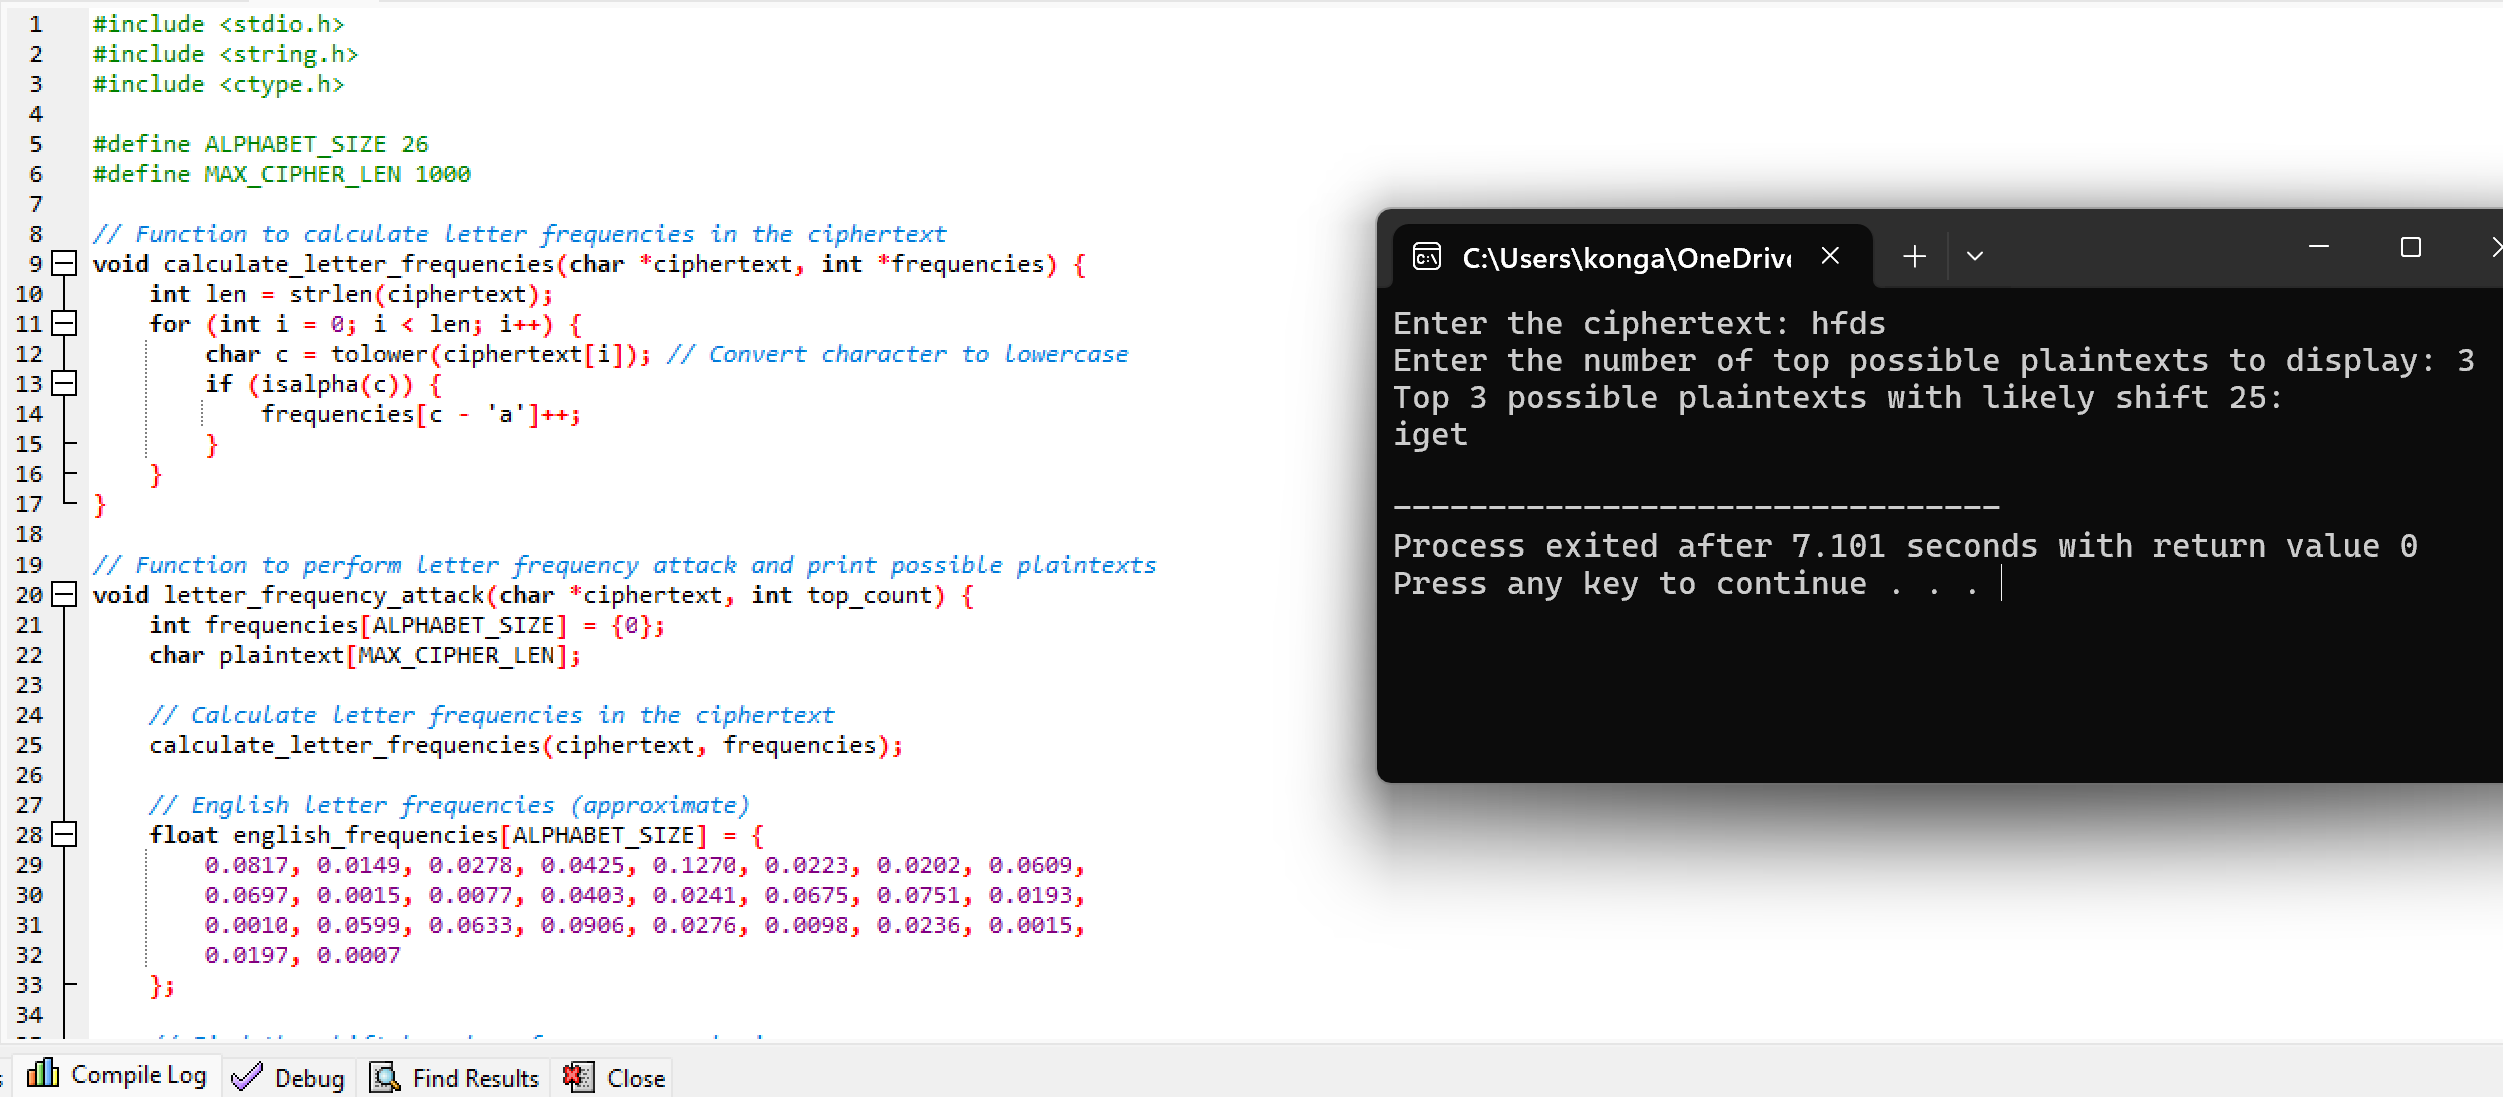 1 #include <stdio.h>
2 #include <string.h>
3 #include <ctype.h>
4
5 #define ALPHABET_SIZE 26
6 #define MAX_CIPHER_LEN 1000
7
8 // Function to calculate letter frequencies in the ciphertext
9 void calculate_letter_frequencies(char *ciphertext, int *frequencies) {
10     int len = strlen(ciphertext);
11     for (int i = 0; i < len; i++) {
12         char c = tolower(ciphertext[i]); // Convert character to lowercase
13         if (isalpha(c)) {
14             frequencies[c - 'a']++;
15         }
16     }
17 }
18
19 // Function to perform letter frequency attack and print possible plaintexts
20 void letter_frequency_attack(char *ciphertext, int top_count) {
21     int frequencies[ALPHABET_SIZE] = {0};
22     char plaintext[MAX_CIPHER_LEN];
23
24     // Calculate letter frequencies in the ciphertext
25     calculate_letter_frequencies(ciphertext, frequencies);
26
27     // English letter frequencies (approximate)
28     float english_frequencies[ALPHABET_SIZE] = {
29         0.0817, 0.0149, 0.0278, 0.0425, 0.1270, 0.0223, 0.0202, 0.0609,
30         0.0697, 0.0015, 0.0077, 0.0403, 0.0241, 0.0675, 0.0751, 0.0193,
31         0.0010, 0.0599, 0.0633, 0.0906, 0.0276, 0.0098, 0.0236, 0.0015,
32         0.0197, 0.0007
33     };
34
C:\Users\konga\OneDrive
Enter the ciphertext: hfds
Enter the number of top possible plaintexts to display: 3
Top 3 possible plaintexts with likely shift 25:
iget
--------------------------------
Process exited after 7.101 seconds with return value 0
Press any key to continue . . .
Compile Log Debug Find Results Close